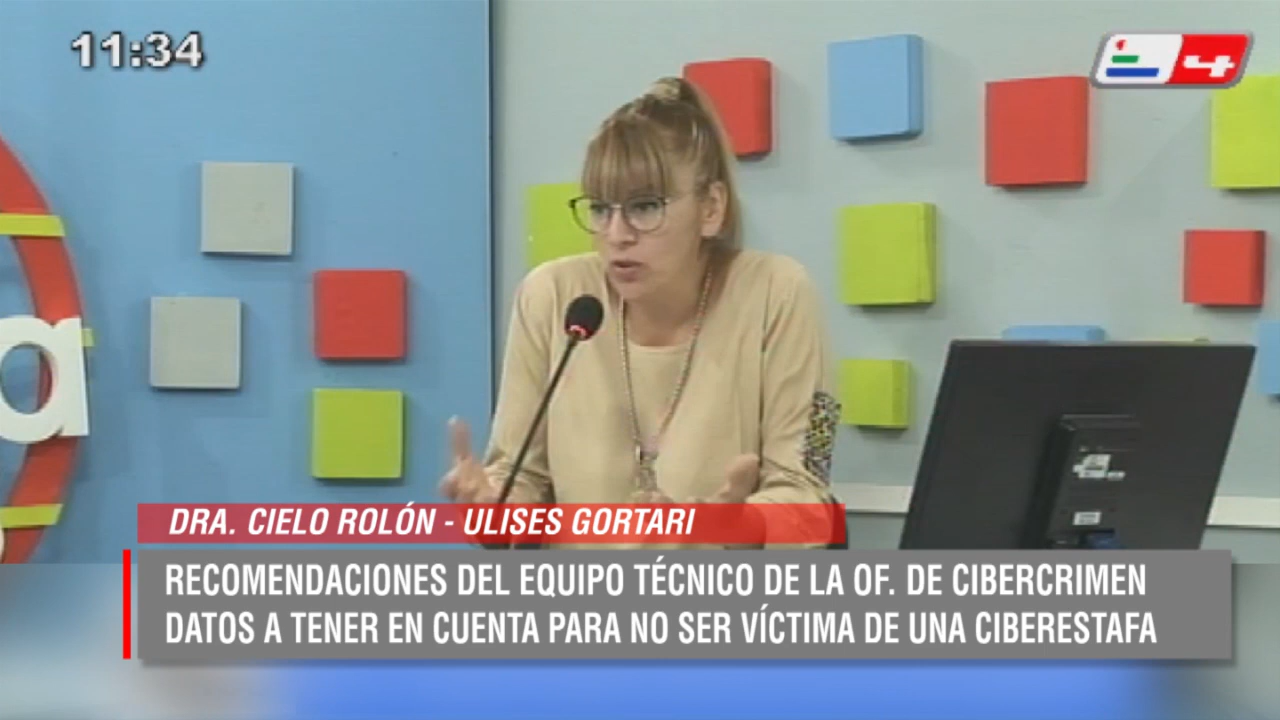 11:34
4
a
DRA. CIELO ROLÓN - ULISES GORTARI
RECOMENDACIONES DEL EQUIPO TÉCNICO DE LA OF. DE CIBERCRIMEN
DATOS A TENER EN CUENTA PARA NO SER VÍCTIMA DE UNA CIBERESTAFA